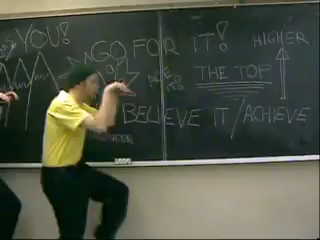 YOU!
GO FOR IT!
HIGHER
THE TOP
BELIEVE IT/ACHIEVE